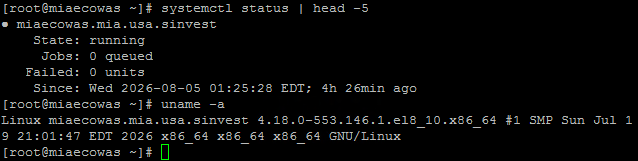 [root@miaecowas ~]# systemctl status | head -5
● miaecowas.mia.usa.sinvest
    State: running
     Jobs: 0 queued
   Failed: 0 units
    Since: Wed 2026-08-05 01:25:28 EDT; 4h 26min ago
[root@miaecowas ~]# uname -a
Linux miaecowas.mia.usa.sinvest 4.18.0-553.146.1.el8_10.x86_64 #1 SMP Sun Jul 1
9 21:01:47 EDT 2026 x86_64 x86_64 x86_64 GNU/Linux
[root@miaecowas ~]#